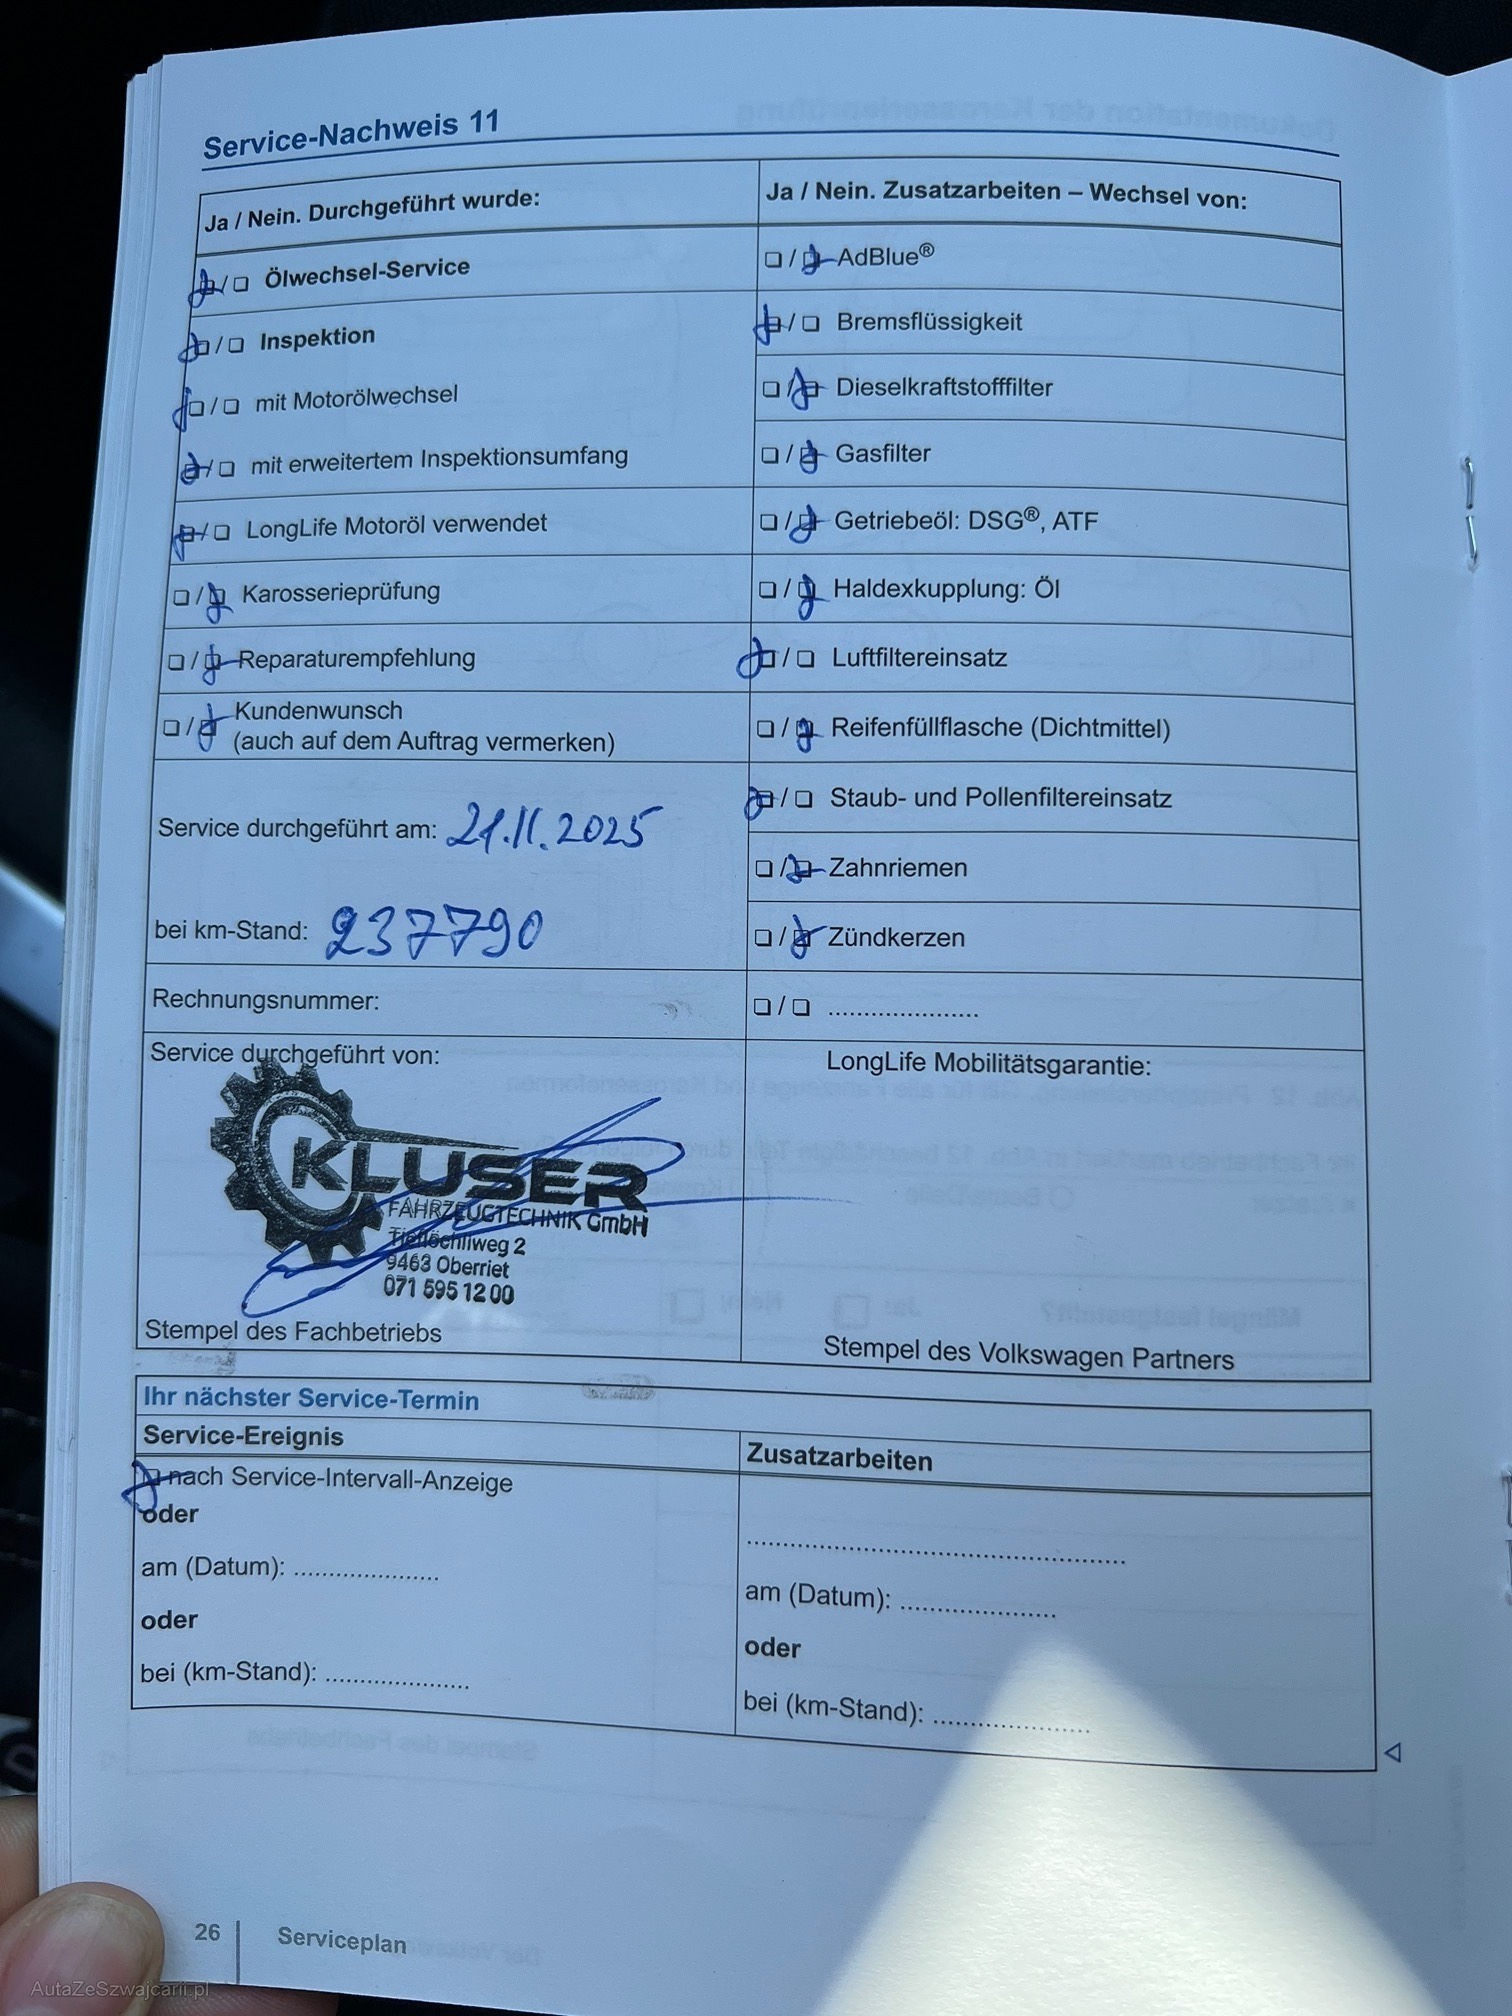 Service-Nachweis 11
Ja / Nein. Durchgeführt wurde:
❏/❏ Ölwechsel-Service
❏/❏ Inspektion
❏/❏ mit Motorölwechsel
❏/❏ mit erweitertem Inspektionsumfang
❏/❏ LongLife Motoröl verwendet
❏/❏ Karosserieprüfung
❏/❏ Reparaturempfehlung
❏/❏ Kundenwunsch
(auch auf dem Auftrag vermerken)
Service durchgeführt am: 21.11.2025
bei km-Stand: 237790
Rechnungsnummer:
Service durchgeführt von:
KLUSER
FAHRZEUGTECHNIK GmbH
Tieflöchliweg 2
9463 Oberriet
071 595 12 00
Stempel des Fachbetriebs
Ja / Nein. Zusatzarbeiten – Wechsel von:
❏/❏ AdBlue®
❏/❏ Bremsflüssigkeit
❏/❏ Dieselkraftstofffilter
❏/❏ Gasfilter
❏/❏ Getriebeöl: DSG®, ATF
❏/❏ Haldexkupplung: Öl
❏/❏ Luftfiltereinsatz
❏/❏ Reifenfüllflasche (Dichtmittel)
❏/❏ Staub- und Pollenfiltereinsatz
❏/❏ Zahnriemen
❏/❏ Zündkerzen
❏/❏ .....................
LongLife Mobilitätsgarantie:
Stempel des Volkswagen Partners
Ihr nächster Service-Termin
Service-Ereignis
❏ nach Service-Intervall-Anzeige
oder
am (Datum): ....................
oder
bei (km-Stand): ....................
Zusatzarbeiten
.....................................................
am (Datum): ......................
oder
bei (km-Stand): ......................
26 Serviceplan
AutaZeSzwajcarii.pl